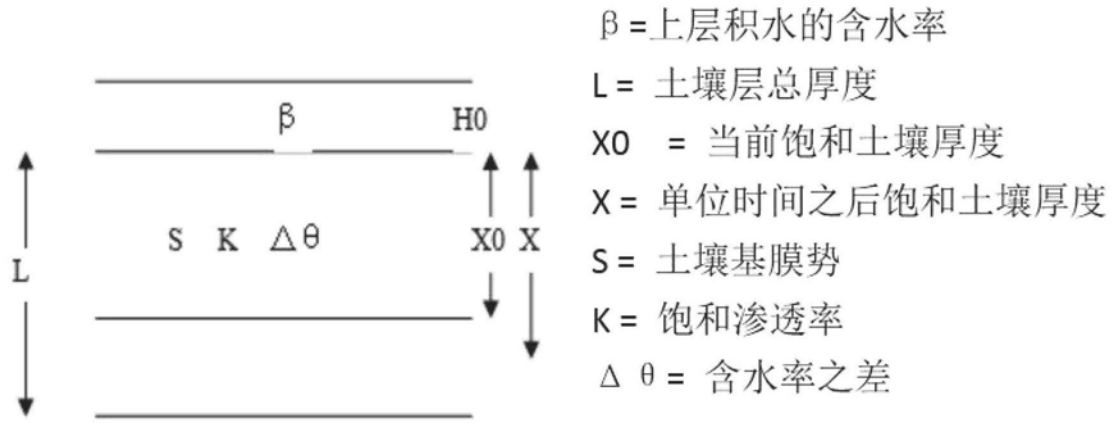 β
H0
S K Δθ
X0 X
L
β=上层积水的含水率
L= 土壤层总厚度
X0 = 当前饱和土壤厚度
X= 单位时间之后饱和土壤厚度
S= 土壤基膜势
K= 饱和渗透率
Δ θ= 含水率之差